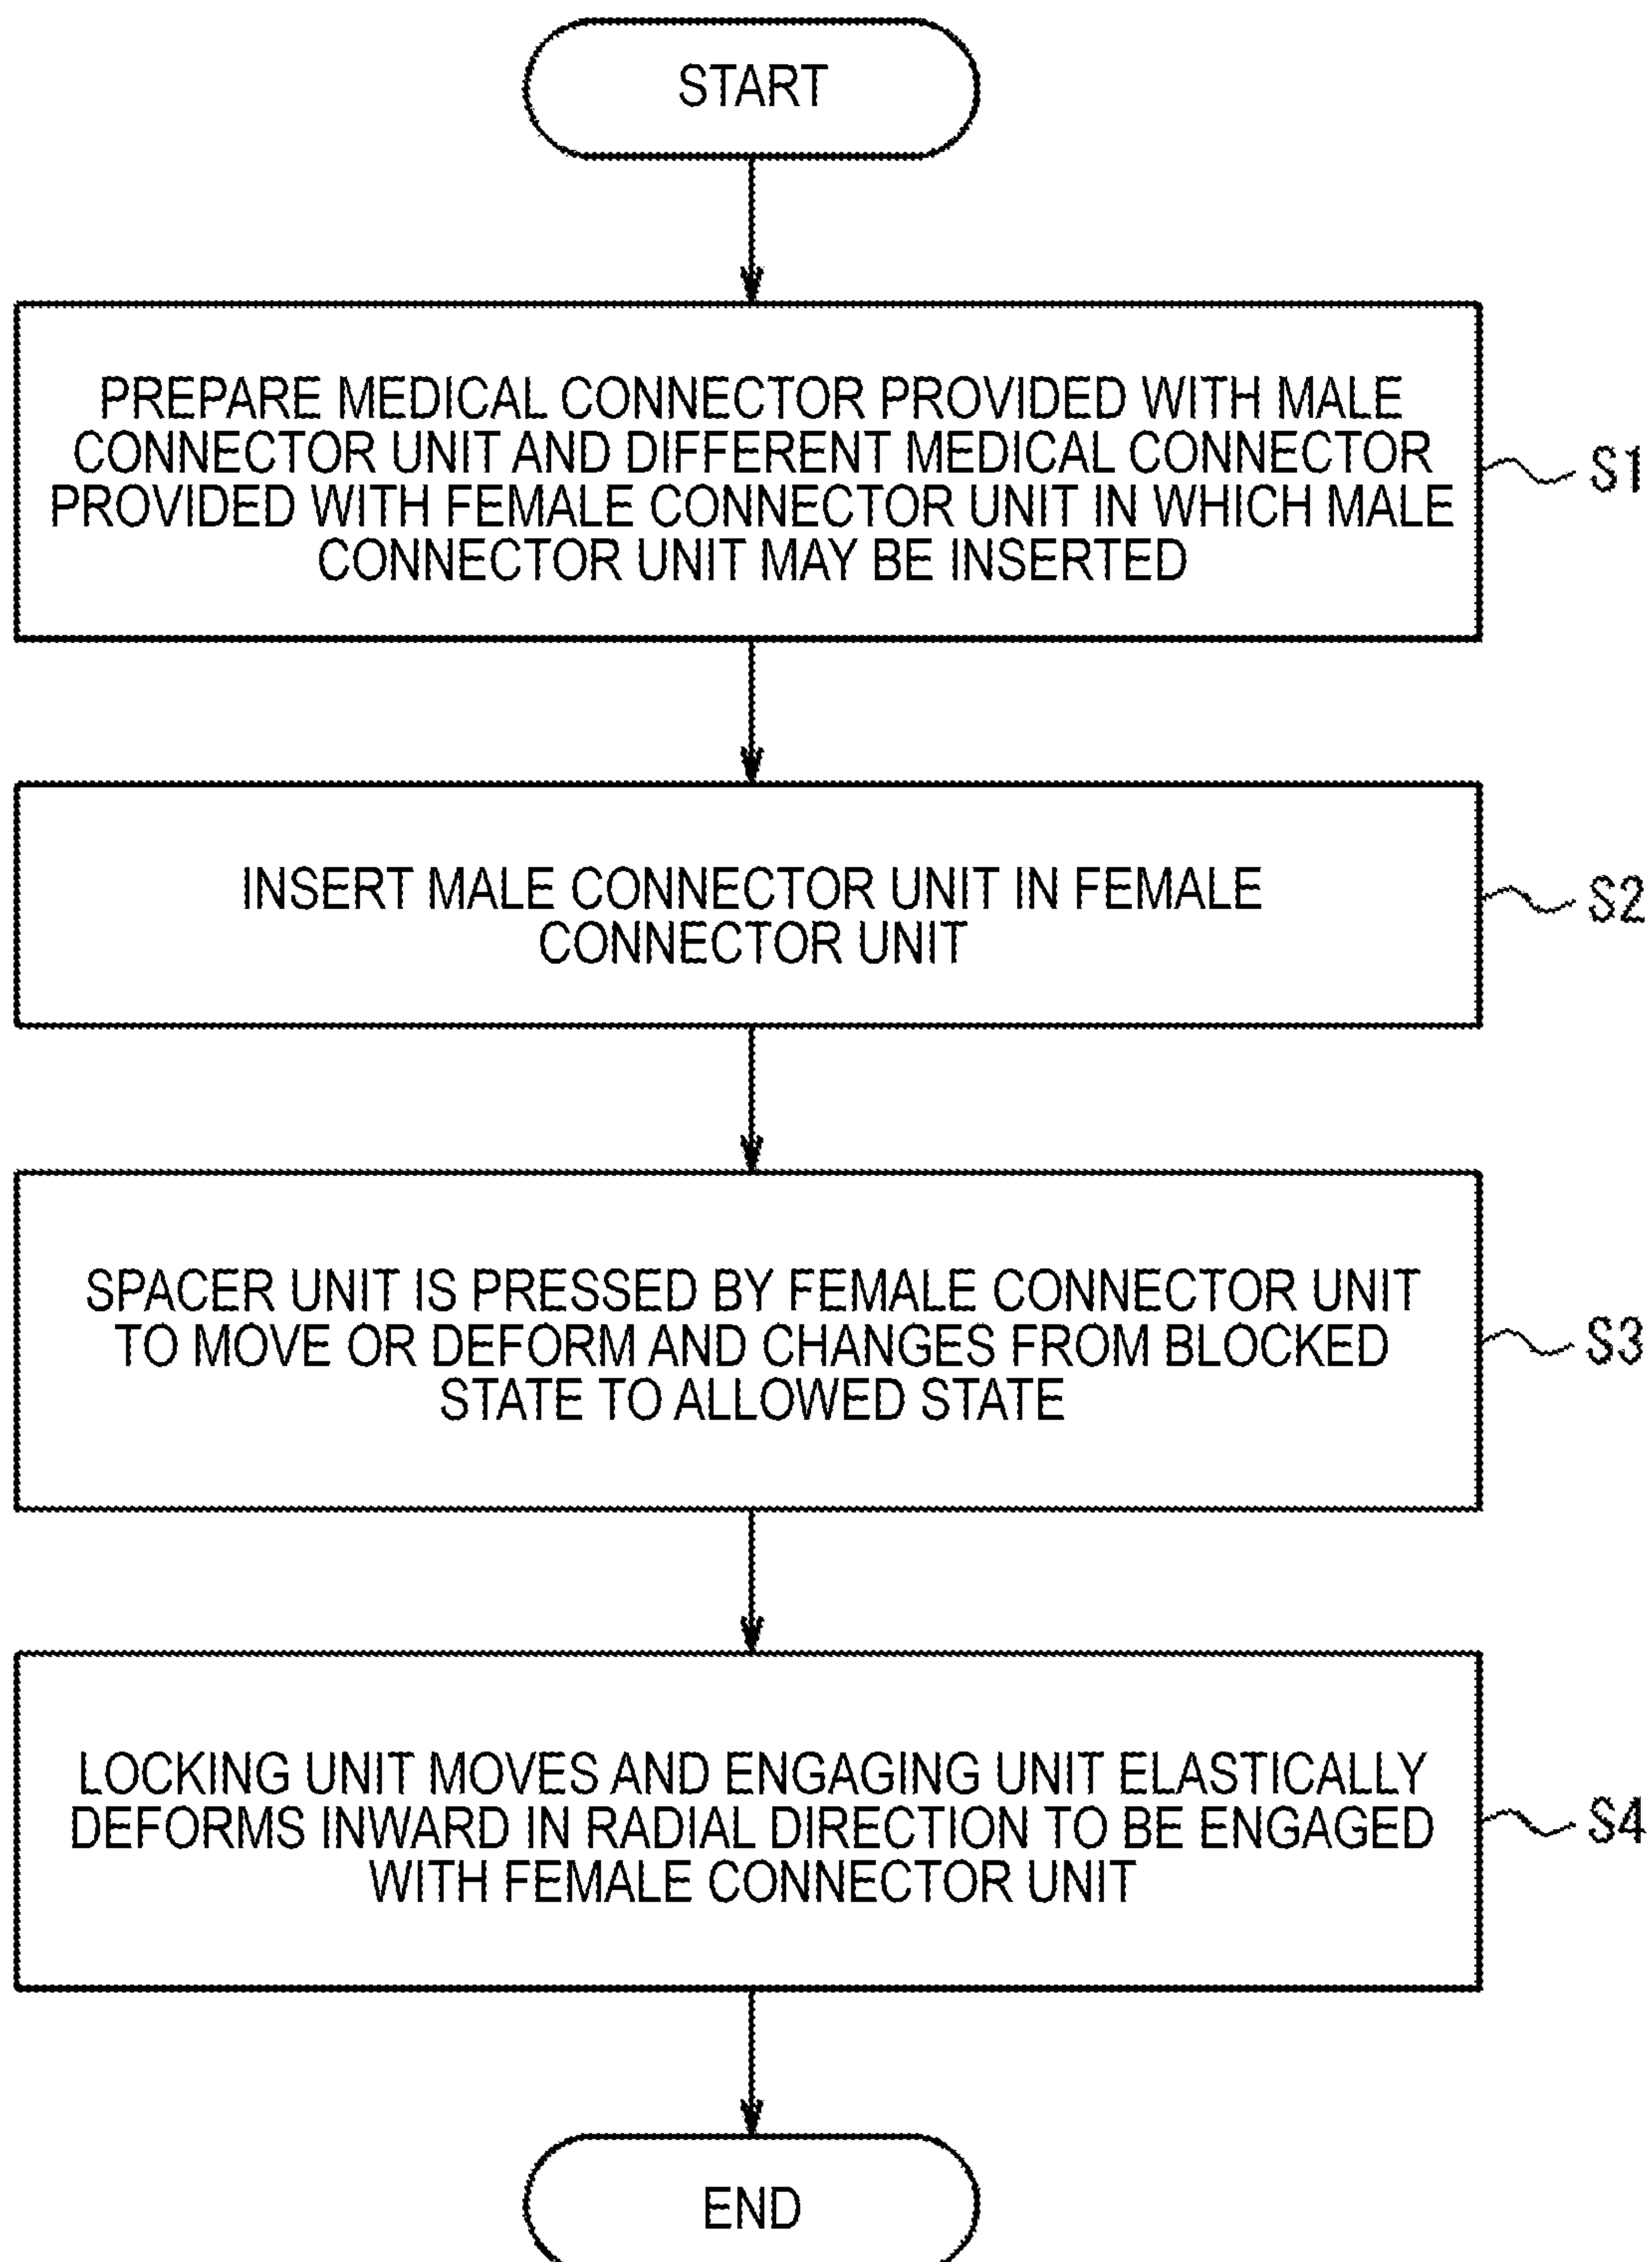 START
PREPARE MEDICAL CONNECTOR PROVIDED WITH MALE
CONNECTOR UNIT AND DIFFERENT MEDICAL CONNECTOR
PROVIDED WITH FEMALE CONNECTOR UNIT IN WHICH MALE
CONNECTOR UNIT MAY BE INSERTED
S1
INSERT MALE CONNECTOR UNIT IN FEMALE
CONNECTOR UNIT
S2
SPACER UNIT IS PRESSED BY FEMALE CONNECTOR UNIT
TO MOVE OR DEFORM AND CHANGES FROM BLOCKED
STATE TO ALLOWED STATE
S3
LOCKING UNIT MOVES AND ENGAGING UNIT ELASTICALLY
DEFORMS INWARD IN RADIAL DIRECTION TO BE ENGAGED
WITH FEMALE CONNECTOR UNIT
S4
END